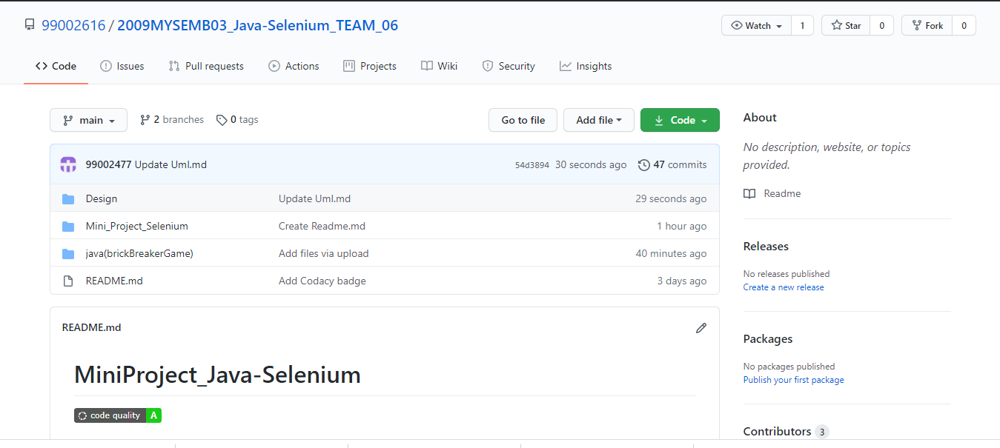 99002616 / 2009MYSEMB03_Java-Selenium_TEAM_06
Watch 1 Star 0 Fork 0
Code Issues Pull requests Actions Projects Wiki Security Insights
main 2 branches 0 tags Go to file Add file Code
99002477 Update Uml.md 54d3894 30 seconds ago 47 commits
Design Update Uml.md 29 seconds ago
Mini_Project_Selenium Create Readme.md 1 hour ago
java(brickBreakerGame) Add files via upload 40 minutes ago
README.md Add Codacy badge 3 days ago
README.md
MiniProject_Java-Selenium
code quality A
About
No description, website, or topics
provided.
Readme
Releases
No releases published
Create a new release
Packages
No packages published
Publish your first package
Contributors 3